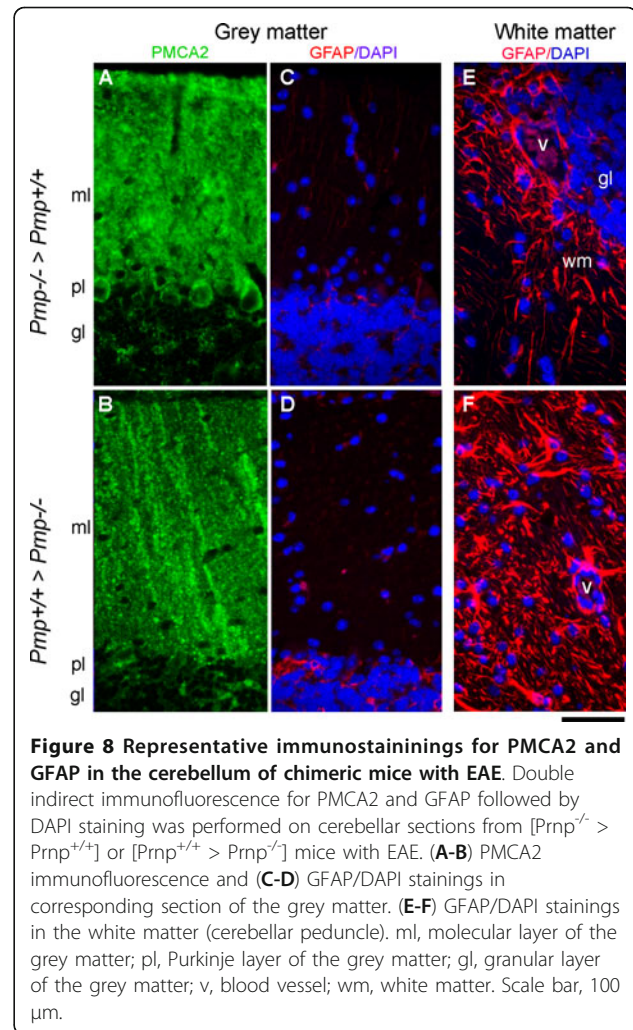 Grey matter
White matter
PMCA2
GFAP/DAPI
GFAP/DAPI
A
C
E
v
gl
wm
ml
pl
gl
Prnp-/- > Prnp+/+
B
D
F
v
ml
pl
gl
Prnp+/+ > Prnp-/-
Figure 8 Representative immunostaininings for PMCA2 and
GFAP in the cerebellum of chimeric mice with EAE. Double
indirect immunofluorescence for PMCA2 and GFAP followed by
DAPI staining was performed on cerebellar sections from [Prnp-/- >
Prnp+/+] or [Prnp+/+ > Prnp-/-] mice with EAE. (A-B) PMCA2
immunofluorescence and (C-D) GFAP/DAPI stainings in
corresponding section of the grey matter. (E-F) GFAP/DAPI stainings
in the white matter (cerebellar peduncle). ml, molecular layer of the
grey matter; pl, Purkinje layer of the grey matter; gl, granular layer
of the grey matter; v, blood vessel; wm, white matter. Scale bar, 100
μm.